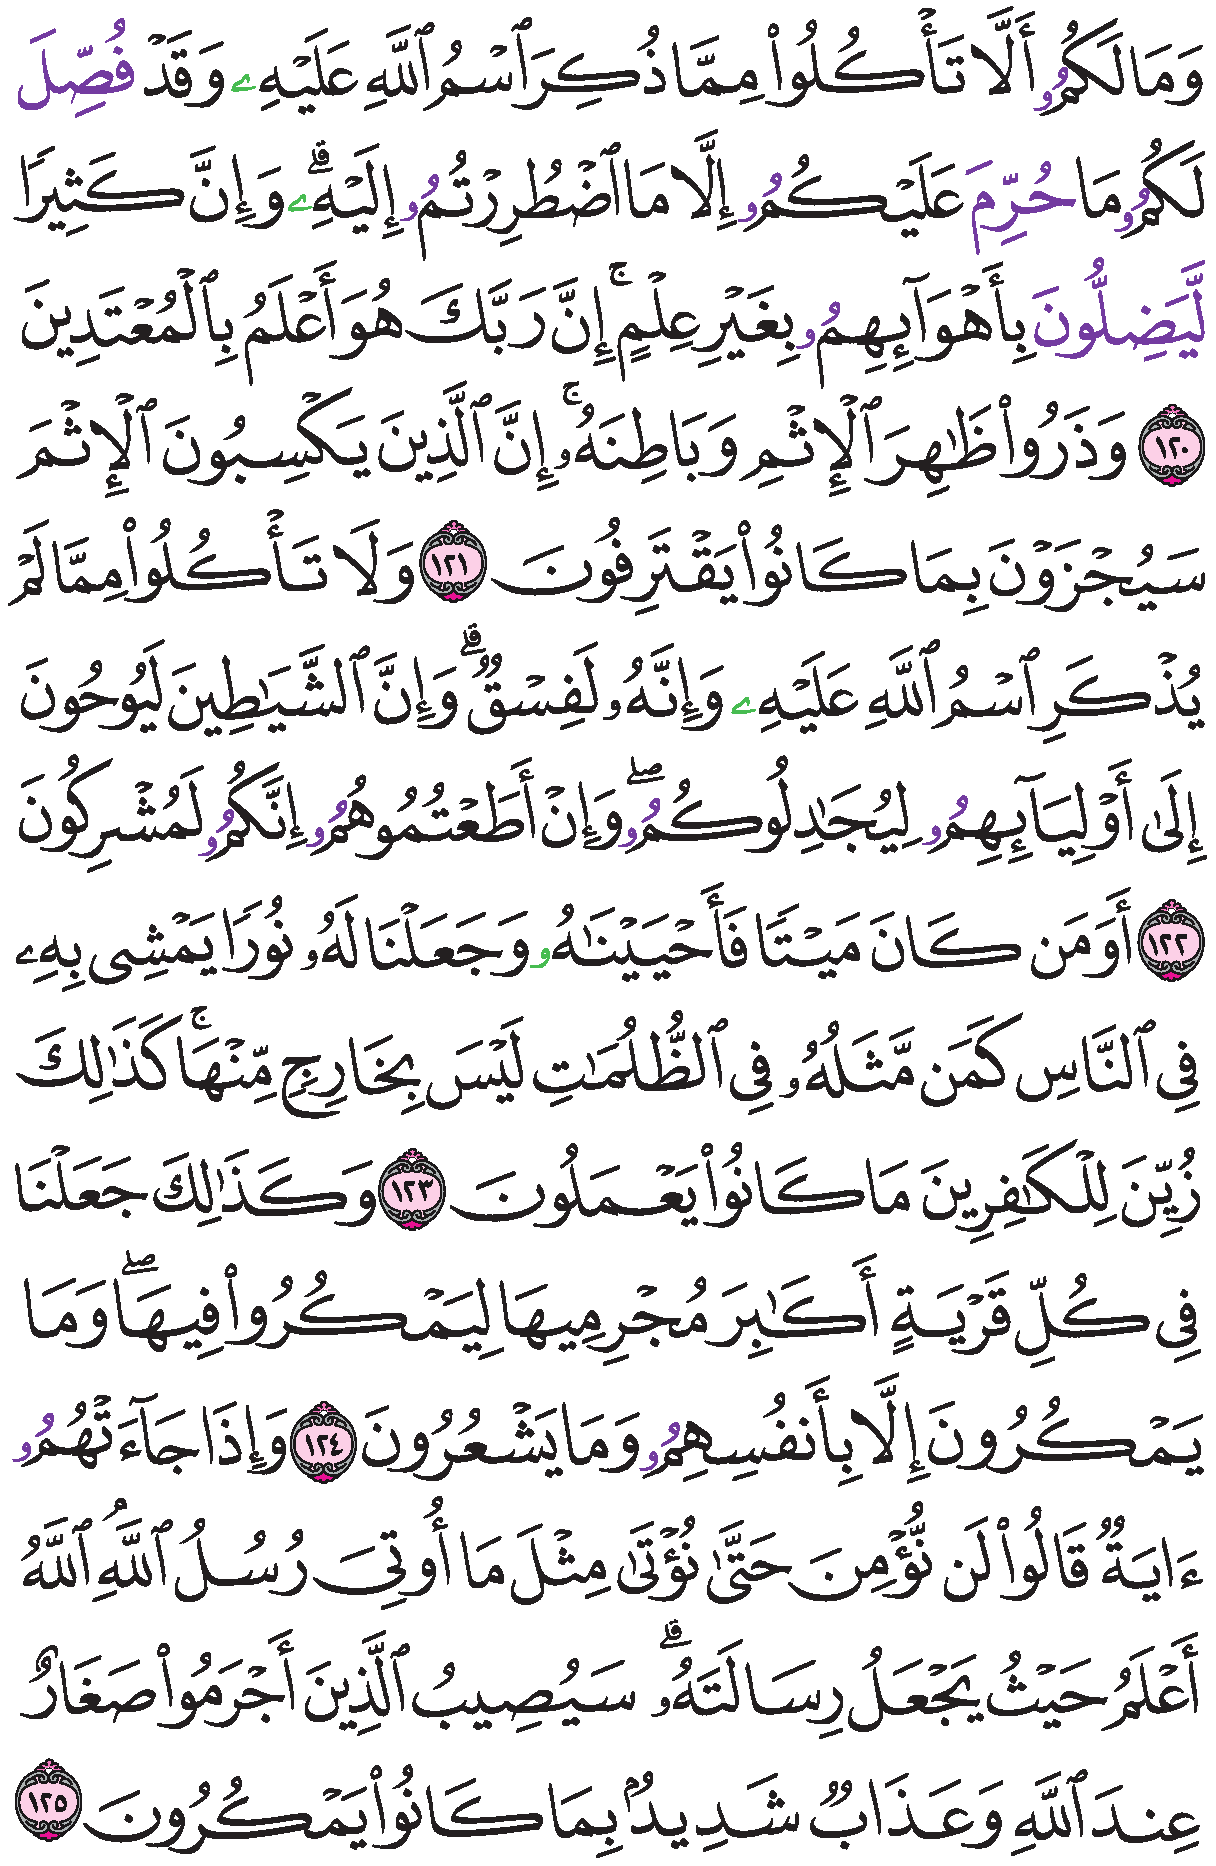 وَمَا لَكُمُۥ أَلَّا تَأۡكُلُواْ مِمَّا ذُكِرَ ٱسۡمُ ٱللَّهِ عَلَيۡهِۦ وَقَدۡ فُصِّلَ
لَكُمُۥ مَا حُرِّمَ عَلَيۡكُمُۥ إِلَّا مَا ٱضۡطُرِرۡتُمُۥ إِلَيۡهِۦۗ وَإِنَّ كَثِيرٗا
لَّيَضِلُّونَ بِأَهۡوَآئِهِمُۥ بِغَيۡرِ عِلۡمٍۚ إِنَّ رَبَّكَ هُوَ أَعۡلَمُ بِٱلۡمُعۡتَدِينَ
١٢٠ وَذَرُواْ ظَٰهِرَ ٱلۡإِثۡمِ وَبَاطِنَهُۥٓۚ إِنَّ ٱلَّذِينَ يَكۡسِبُونَ ٱلۡإِثۡمَ
سَيُجۡزَوۡنَ بِمَا كَانُواْ يَقۡتَرِفُونَ ١٢١ وَلَا تَأۡكُلُواْ مِمَّا لَمۡ
يُذۡكَرِ ٱسۡمُ ٱللَّهِ عَلَيۡهِۦ وَإِنَّهُۥ لَفِسۡقٞۗ وَإِنَّ ٱلشَّيَٰطِينَ لَيُوحُونَ
إِلَىٰ أَوۡلِيَآئِهِمُۥ لِيُجَٰدِلُوكُمُۥۖ وَإِنۡ أَطَعۡتُمُوهُمُۥ إِنَّكُمُۥ لَمُشۡرِكُونَ
١٢٢ أَوَمَن كَانَ مَيۡتٗا فَأَحۡيَيۡنَٰهُۥ وَجَعَلۡنَا لَهُۥ نُورٗا يَمۡشِي بِهِۦ
فِي ٱلنَّاسِ كَمَن مَّثَلُهُۥ فِي ٱلظُّلُمَٰتِ لَيۡسَ بِخَارِجٖ مِّنۡهَاۚ كَذَٰلِكَ
زُيِّنَ لِلۡكَٰفِرِينَ مَا كَانُواْ يَعۡمَلُونَ ١٢٣ وَكَذَٰلِكَ جَعَلۡنَا
فِي كُلِّ قَرۡيَةٍ أَكَٰبِرَ مُجۡرِمِيهَا لِيَمۡكُرُواْ فِيهَاۖ وَمَا
يَمۡكُرُونَ إِلَّا بِأَنفُسِهِمُۥ وَمَا يَشۡعُرُونَ ١٢٤ وَإِذَا جَآءَتۡهُمُۥ
ءَايَةٞ قَالُواْ لَن نُّؤۡمِنَ حَتَّىٰ نُؤۡتَىٰ مِثۡلَ مَا أُوتِيَ رُسُلُ ٱللَّهِۘ ٱللَّهُ
أَعۡلَمُ حَيۡثُ يَجۡعَلُ رِسَالَتَهُۥۗ سَيُصِيبُ ٱلَّذِينَ أَجۡرَمُواْ صَغَارٌ
عِندَ ٱللَّهِ وَعَذَابٞ شَدِيدُۢ بِمَا كَانُواْ يَمۡكُرُونَ ١٢٥